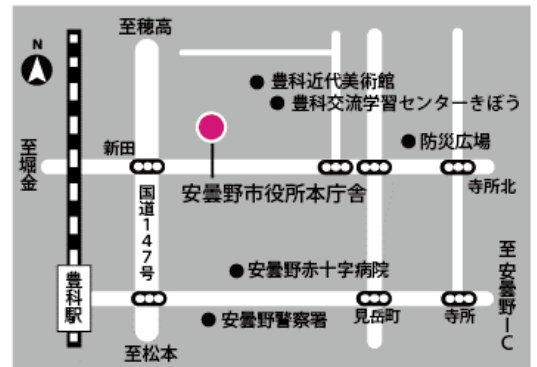 至穂高
N
豊科近代美術館
豊科交流学習センターきぼう
防災広場
新田
至堀金
寺所北
安曇野市役所本庁舎
国道147号
至安曇野IC
安曇野赤十字病院
豊科駅
見岳町
寺所
安曇野警察署
至松本